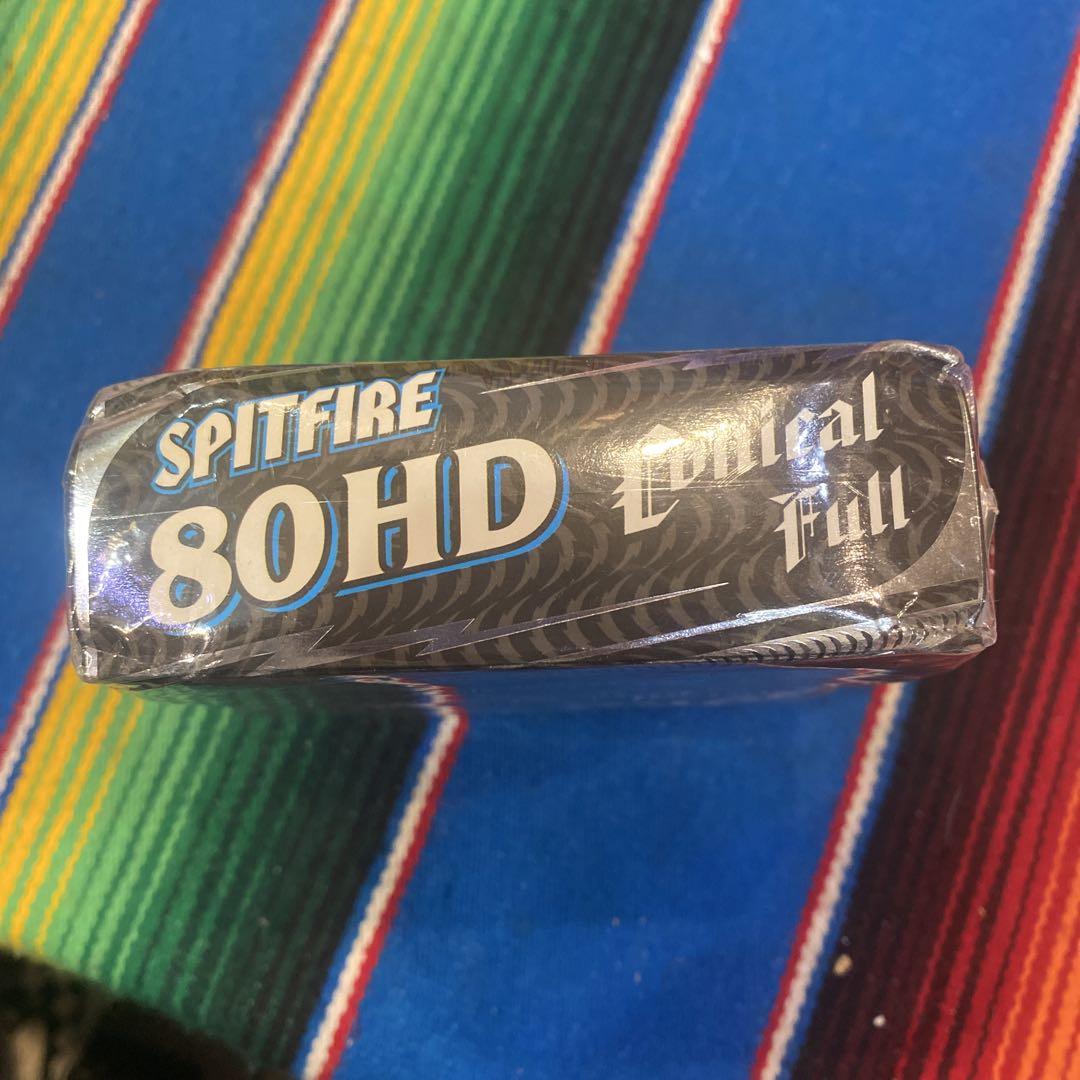 SPITFIRE
80HD
Conical
Full